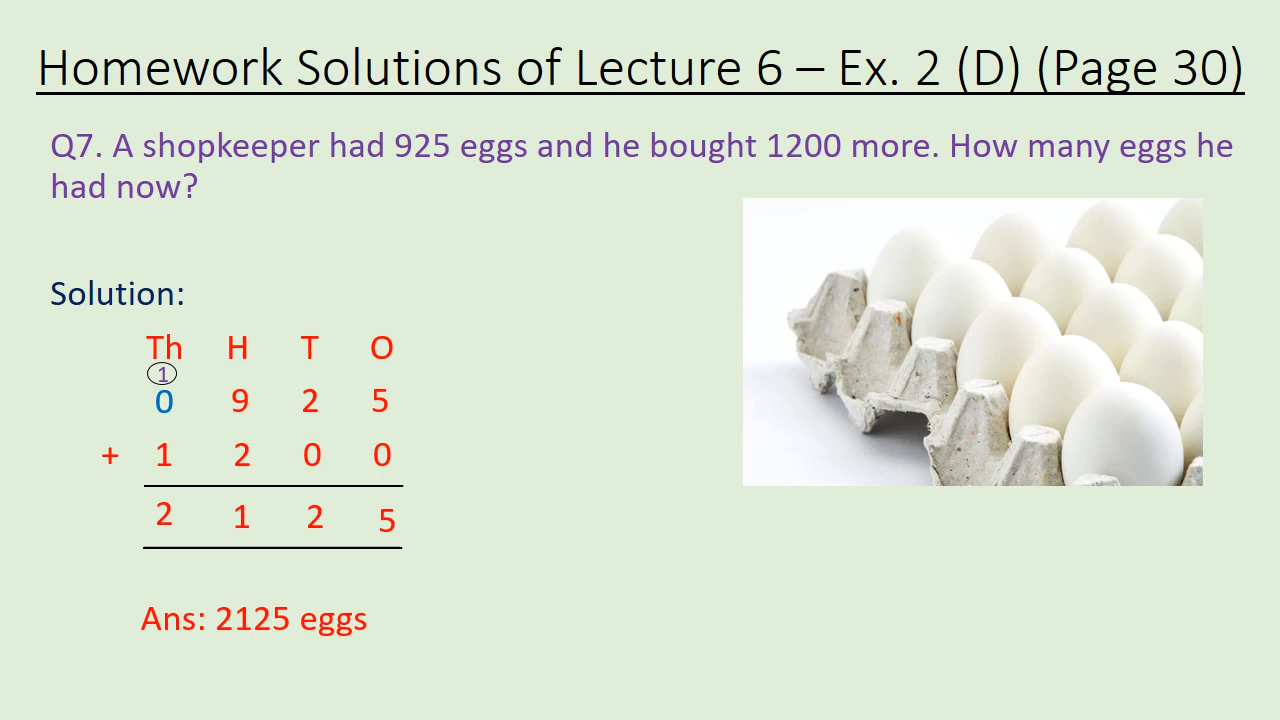 Homework Solutions of Lecture 6 – Ex. 2 (D) (Page 30)
Q7. A shopkeeper had 925 eggs and he bought 1200 more. How many eggs he
had now?
Solution:
Th H T O
1
0 9 2 5
+ 1 2 0 0
2 1 2 5
Ans: 2125 eggs